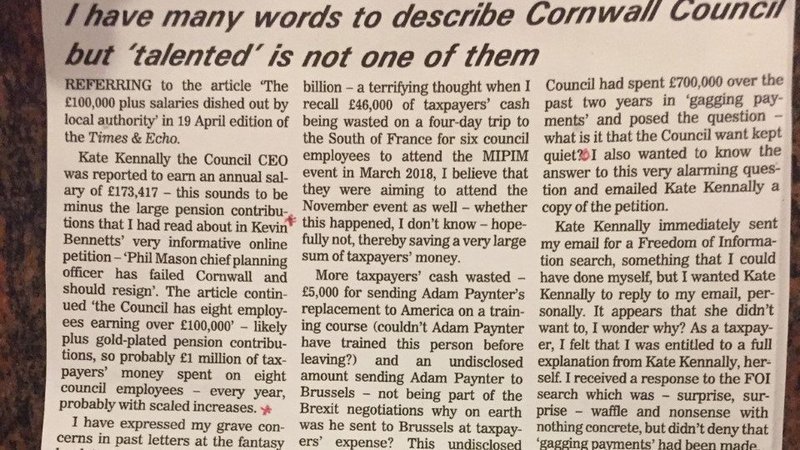 I have many words to describe Cornwall Council
but ‘talented’ is not one of them
REFERRING to the article ‘The
£100,000 plus salaries dished out by
local authority’ in 19 April edition of
the Times & Echo.
Kate Kennally the Council CEO
was reported to earn an annual sal-
ary of £173,417 – this sounds to be
minus the large pension contribu-
tions that I had read about in Kevin
Bennetts’ very informative online
petition – ‘Phil Mason chief planning
officer has failed Cornwall and
should resign’. The article contin-
ued ‘the Council has eight employ-
ees earning over £100,000’ – likely
plus gold-plated pension contribu-
tions, so probably £1 million of tax-
payers’ money spent on eight
council employees – every year,
probably with scaled increases.
I have expressed my grave con-
cerns in past letters at the fantasy
billion – a terrifying thought when I
recall £46,000 of taxpayers’ cash
being wasted on a four-day trip to
the South of France for six council
employees to attend the MIPIM
event in March 2018, I believe that
they were aiming to attend the
November event as well – whether
this happened, I don’t know – hope-
fully not, thereby saving a very large
sum of taxpayers’ money.
More taxpayers’ cash wasted –
£5,000 for sending Adam Paynter’s
replacement to America on a train-
ing course (couldn’t Adam Paynter
have trained this person before
leaving?) and an undisclosed
amount sending Adam Paynter to
Brussels – not being part of the
Brexit negotiations why on earth
was he sent to Brussels at taxpay-
ers’ expense? This undisclosed
Council had spent £700,000 over the
past two years in ‘gagging pay-
ments’ and posed the question –
what is it that the Council want kept
quiet? I also wanted to know the
answer to this very alarming ques-
tion and emailed Kate Kennally a
copy of the petition.
Kate Kennally immediately sent
my email for a Freedom of Informa-
tion search, something that I could
have done myself, but I wanted Kate
Kennally to reply to my email, per-
sonally. It appears that she didn’t
want to, I wonder why? As a taxpay-
er, I felt that I was entitled to a full
explanation from Kate Kennally, her-
self. I received a response to the FOI
search which was – surprise, sur-
prise – waffle and nonsense with
nothing concrete, but didn’t deny that
‘gagging payments’ had been made.